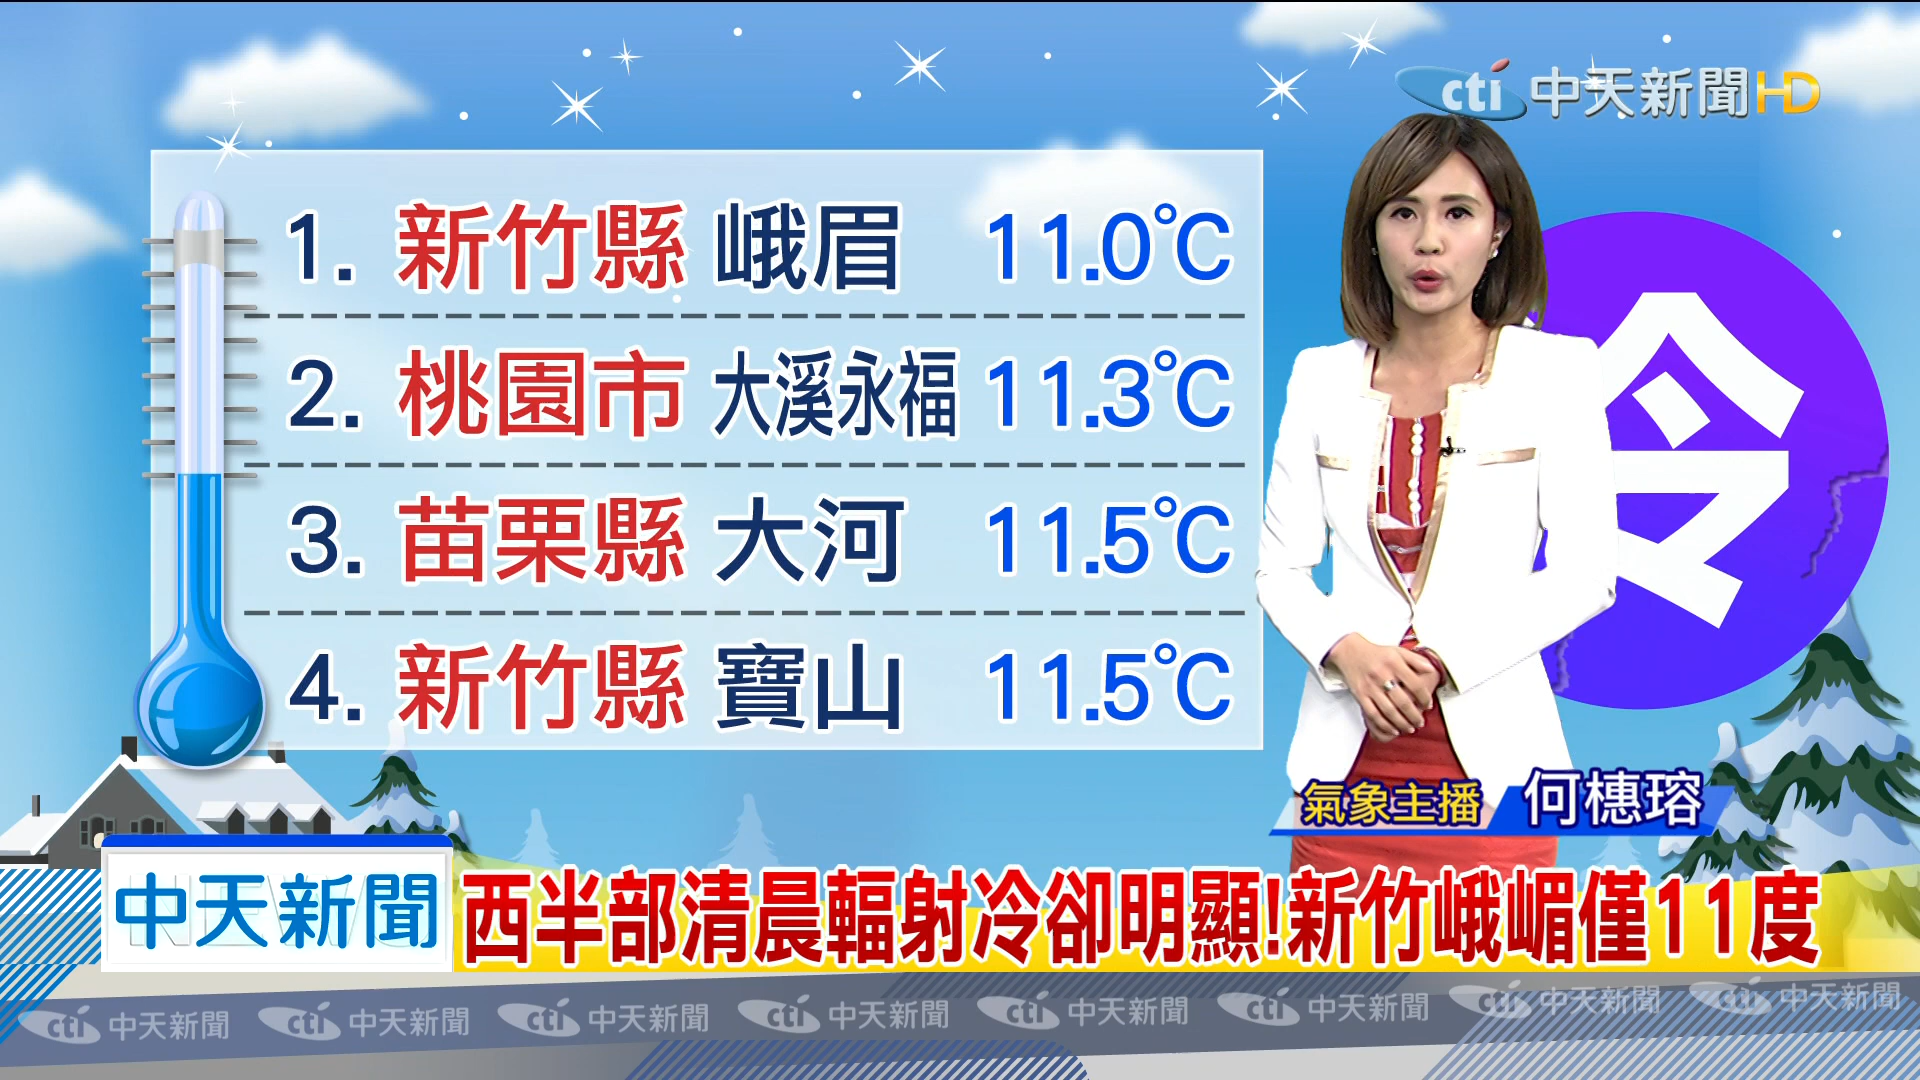 cti 中天新聞HD
1. 新竹縣 峨眉 11.0℃
2. 桃園市 大溪永福 11.3℃
3. 苗栗縣 大河 11.5℃
4. 新竹縣 寶山 11.5℃
冷
氣象主播 何橞瑢
中天新聞
NEWS
西半部清晨輻射冷卻明顯!新竹峨嵋僅11度
cti 中天新聞 cti 中天新聞 cti 中天新聞 cti 中天新聞 cti 中天新聞 cti 中天新聞 cti 中天新聞 cti 中天新聞